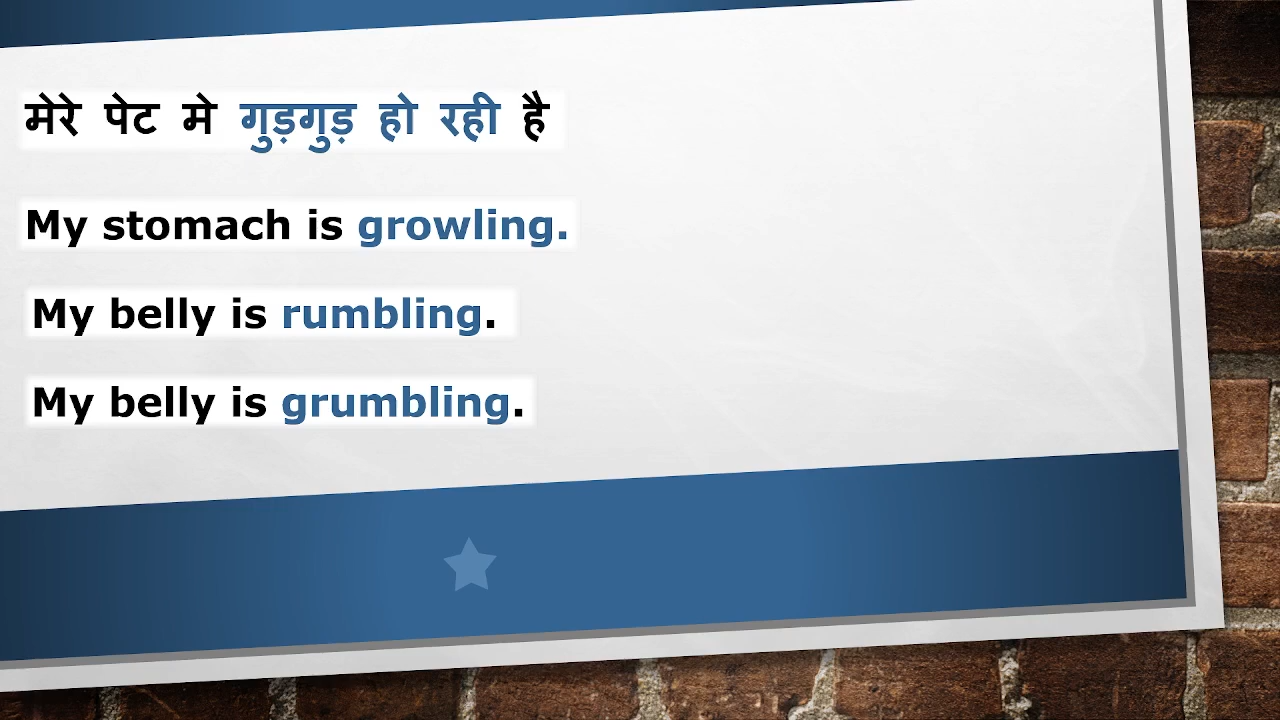 मेरे पेट मे गुड़गुड़ हो रही है
My stomach is growling.
My belly is rumbling.
My belly is grumbling.